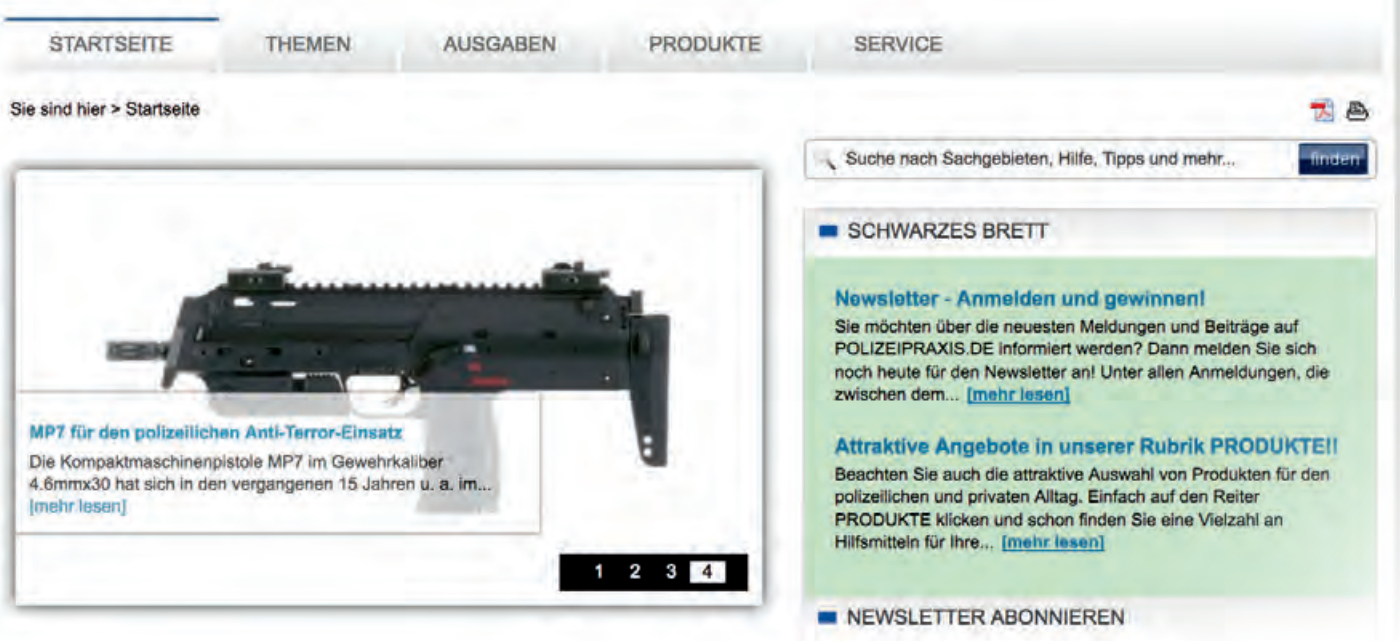 STARTSEITE THEMEN AUSGABEN PRODUKTE SERVICE
Sie sind hier > Startseite
Suche nach Sachgebieten, Hilfe, Tipps und mehr... finden
MP7 für den polizeilichen Anti-Terror-Einsatz
Die Kompaktmaschinenpistole MP7 im Gewehrkaliber
4.6mmx30 hat sich in den vergangenen 15 Jahren u. a. im...
[mehr lesen]
1 2 3 4
SCHWARZES BRETT
Newsletter - Anmelden und gewinnen!
Sie möchten über die neuesten Meldungen und Beiträge auf
POLIZEIPRAXIS.DE informiert werden? Dann melden Sie sich
noch heute für den Newsletter an! Unter allen Anmeldungen, die
zwischen dem... [mehr lesen]
Attraktive Angebote in unserer Rubrik PRODUKTE!!
Beachten Sie auch die attraktive Auswahl von Produkten für den
polizeilichen und privaten Alltag. Einfach auf den Reiter
PRODUKTE klicken und schon finden Sie eine Vielzahl an
Hilfsmitteln für Ihre... [mehr lesen]
NEWSLETTER ABONNIEREN